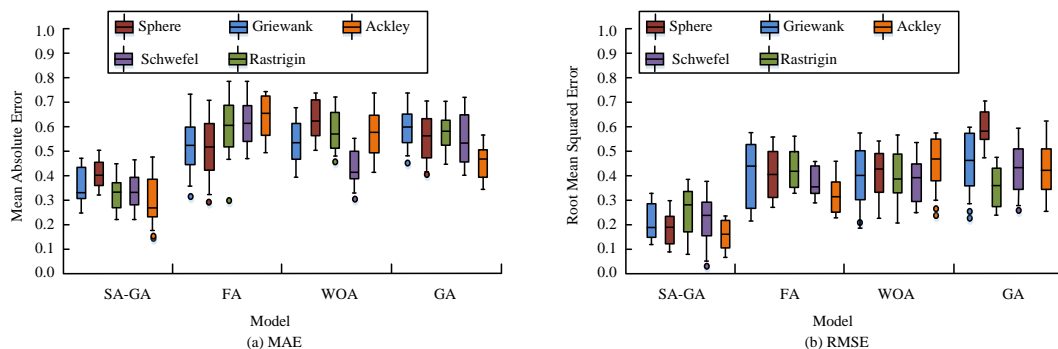 Sphere Griewank Ackley
Schwefel Rastrigin
1.0
0.9
0.8
0.7
0.6
0.5
0.4
0.3
0.2
0.1
0.0
Mean Absolute Error
SA-GA FA WOA GA
Model
(a) MAE
Griewank Sphere Ackley
Schwefel Rastrigin
1.0
0.9
0.8
0.7
0.6
0.5
0.4
0.3
0.2
0.1
0.0
Root Mean Squared Error
SA-GA FA WOA GA
Model
(b) RMSE